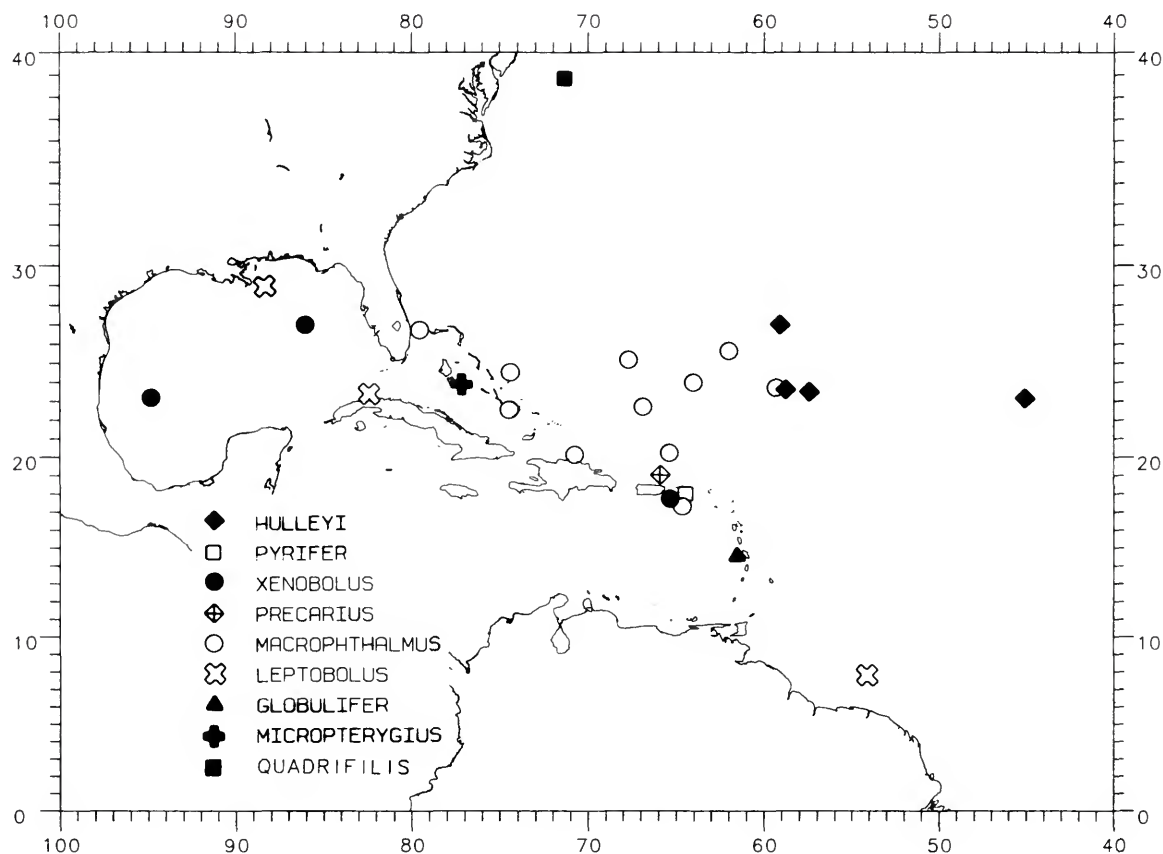 100 90 80 70 60 50 40
40 40
30 30
20 20
HULLEYI
PYRIFER
XENOBOLUS
PRECARIUS
10 10
MACROPHTHALMUS
LEPTOBOLUS
GLOBULIFER
MICROPTERYGIUS
QUADRIFILIS
0 0
100 90 80 70 60 50 40